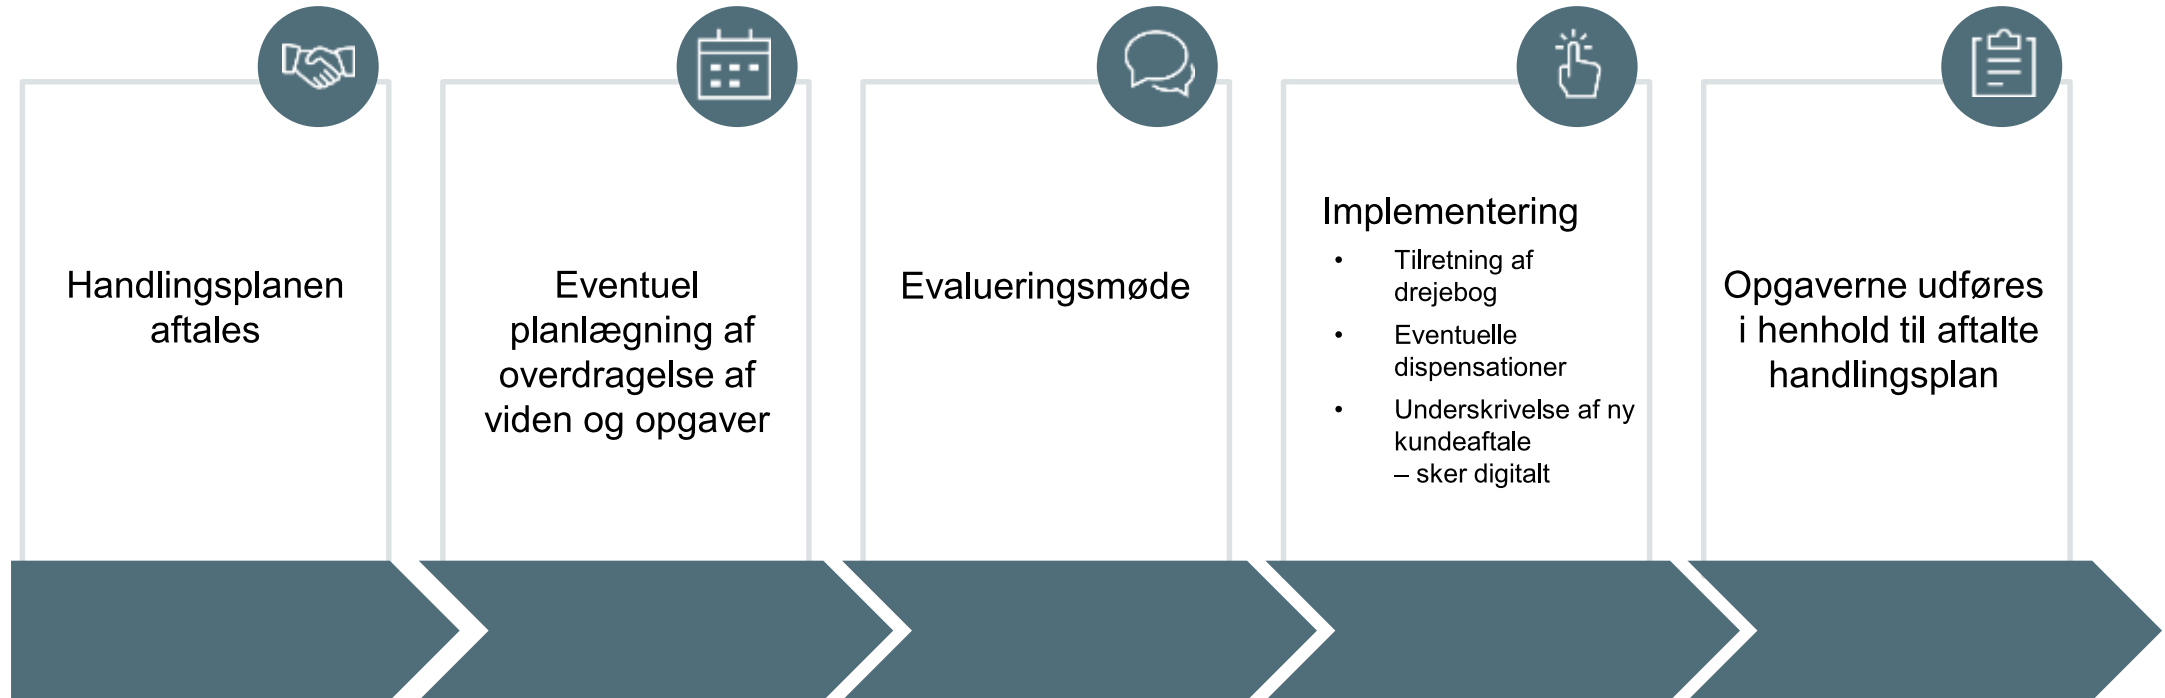 Handlingsplanen
aftales
Eventuel
planlægning af
overdragelse af
viden og opgaver
Evalueringsmøde
Implementering
• Tilretning af
drejebog
• Eventuelle
dispensationer
• Underskrivelse af ny
kundeaftale
– sker digitalt
Opgaverne udføres
i henhold til aftalte
handlingsplan